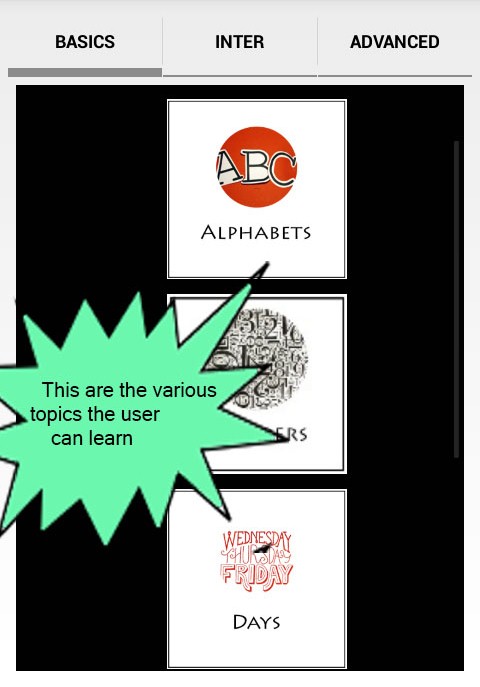 BASICS
INTER
ADVANCED
ABC
ALPHABETS
This are the various
topics the user
can learn
ERS
WEDNESDAY
THURSDAY
FRIDAY
DAYS